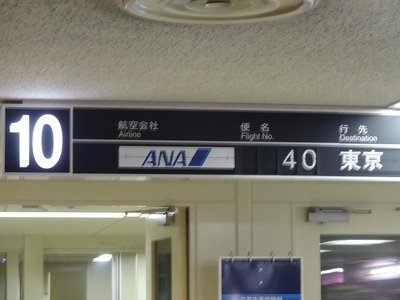 10
航空会社 便名 行先
Airline Flight No. Destination
ANA 40 東京